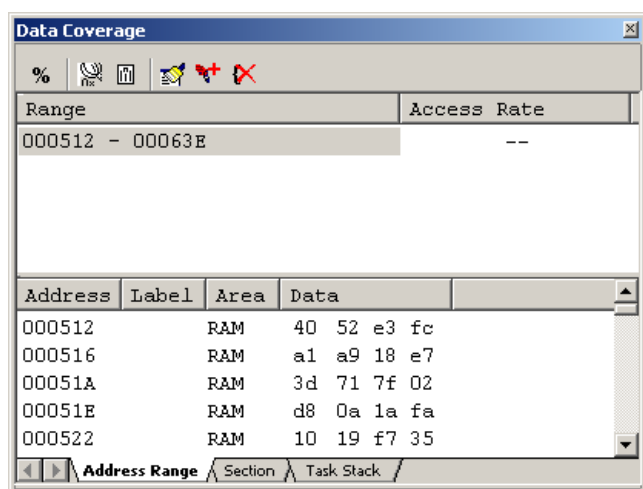 Data Coverage
%
Range Access Rate
000512 - 00063E --
Address Label Area Data
000512 RAM 40 52 e3 fc
000516 RAM a1 a9 18 e7
00051A RAM 3d 71 7f 02
00051E RAM d8 0a 1a fa
000522 RAM 10 19 f7 35
Address Range Section Task Stack